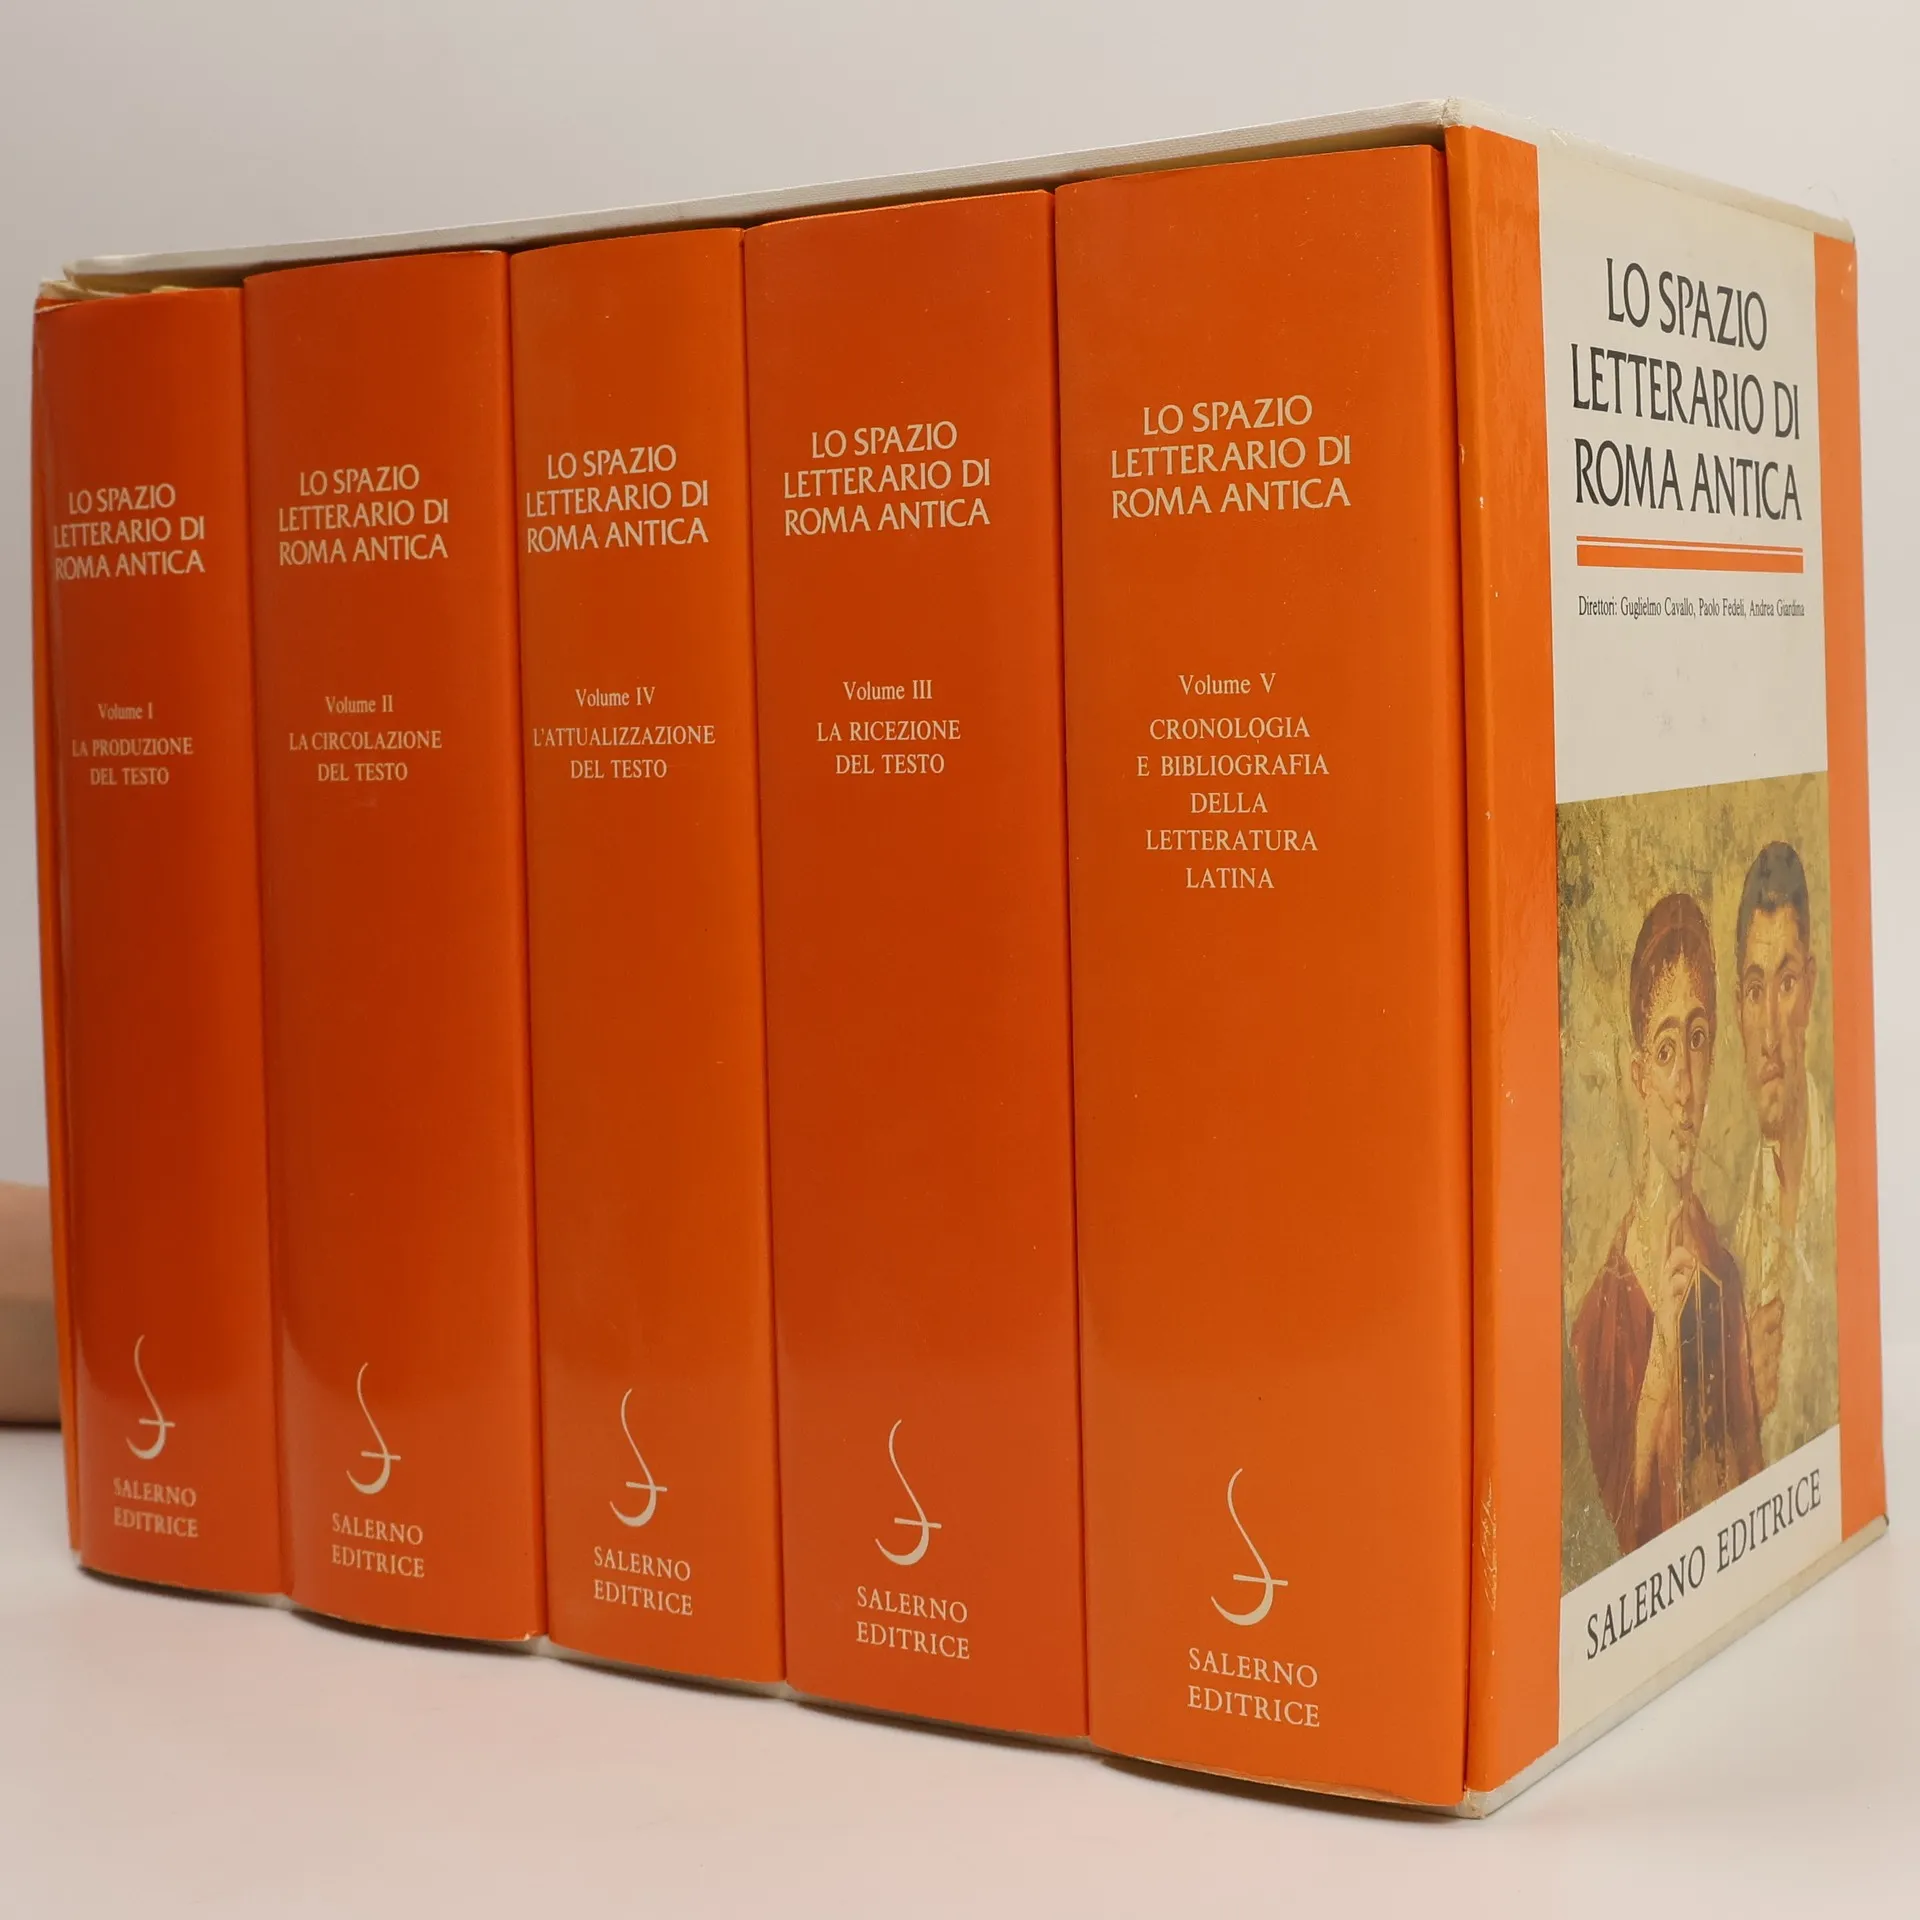 LO SPAZIO
LETTERARIO DI
ROMA ANTICA
Volume I
LA PRODUZIONE
DEL TESTO
SALERNO
EDITRICE
LO SPAZIO
LETTERARIO DI
ROMA ANTICA
Volume II
LA CIRCOLAZIONE
DEL TESTO
SALERNO
EDITRICE
LO SPAZIO
LETTERARIO DI
ROMA ANTICA
Volume IV
L'ATTUALIZZAZIONE
DEL TESTO
SALERNO
EDITRICE
LO SPAZIO
LETTERARIO DI
ROMA ANTICA
Volume III
LA RICEZIONE
DEL TESTO
SALERNO
EDITRICE
LO SPAZIO
LETTERARIO DI
ROMA ANTICA
Volume V
CRONOLOGIA
E BIBLIOGRAFIA
DELLA
LETTERATURA
LATINA
SALERNO
EDITRICE
LO SPAZIO
LETTERARIO DI
ROMA ANTICA
Direttori: Guglielmo Cavallo, Paolo Fedeli, Andrea Giardina
SALERNO EDITRICE